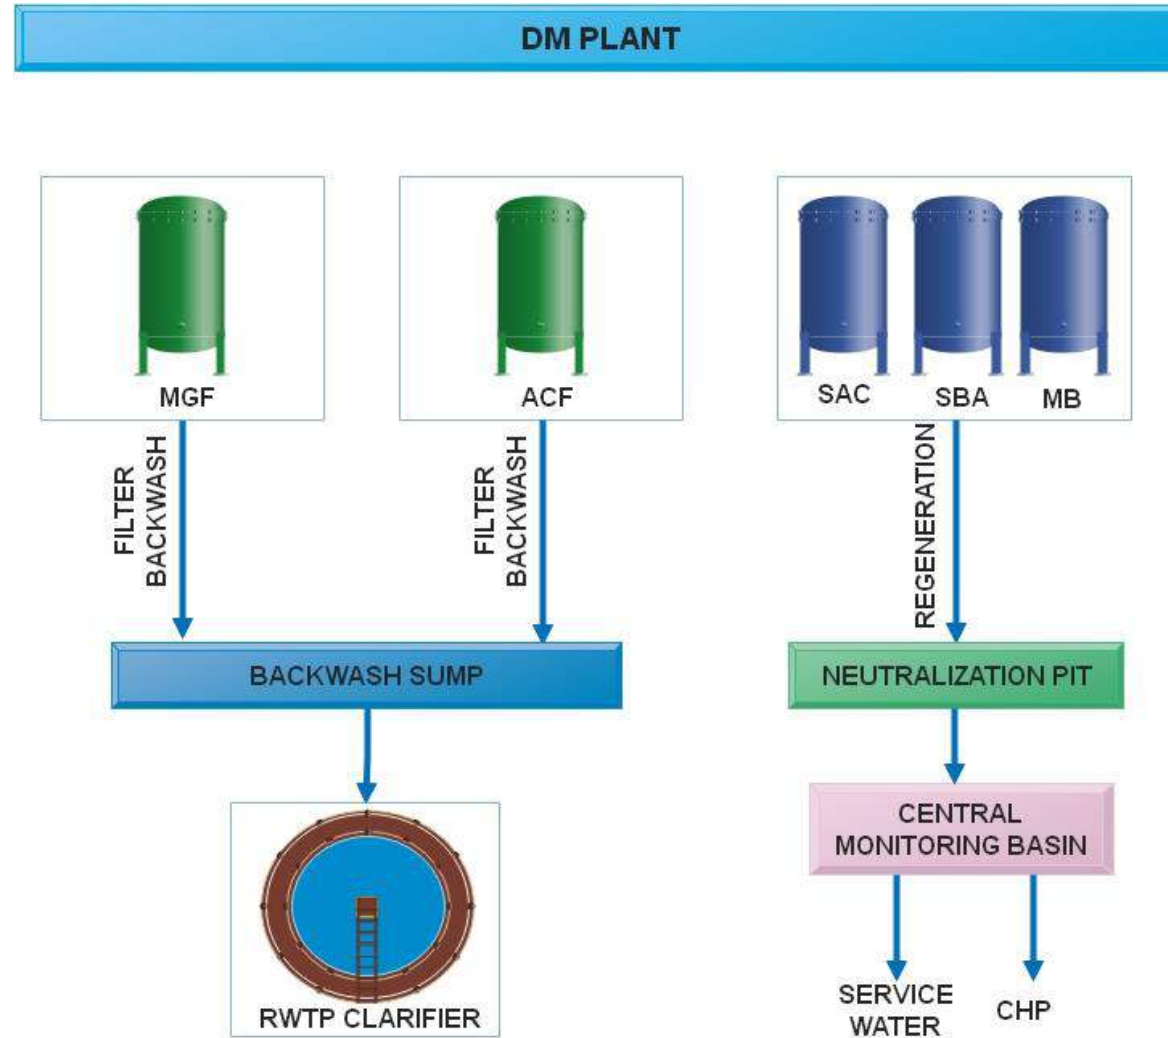 DM PLANT
MGF
ACF
SAC
SBA
MB
FILTER
BACKWASH
FILTER
BACKWASH
REGENERATION
BACKWASH SUMP
NEUTRALIZATION PIT
CENTRAL
MONITORING BASIN
RWTP CLARIFIER
SERVICE
WATER
CHP